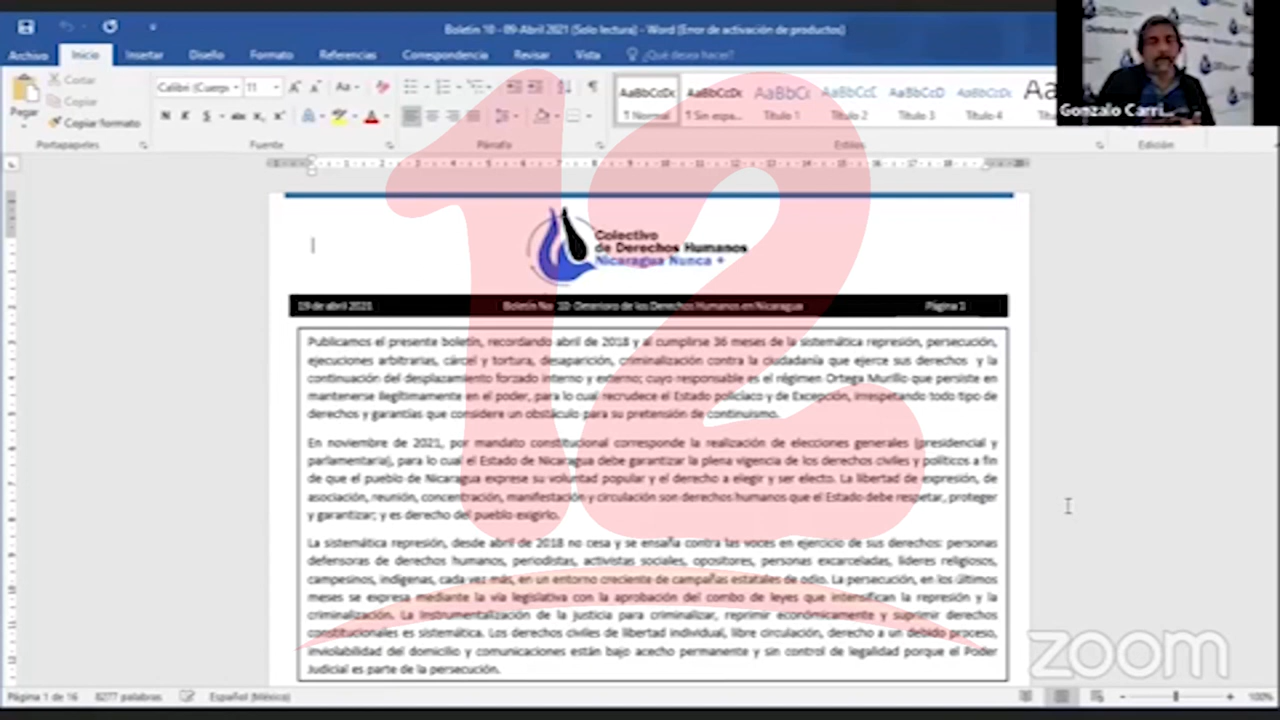 Boletín 10 - 09-Abril 2021 (Solo lectura) - Word (Error de activación de productos)
Archivo Inicio Insertar Diseño Formato Referencias Correspondencia Revisar Vista ¿Qué desea hacer?
Cortar
Copiar
Pegar
Copiar formato
Calibri (Cuerp 11
AaBbCcDc AaBbCcDc AaBbCc AaBbCcC AaBbCcD AaBbCcDc Aa
¶ Normal ¶ Sin espa... Título 1 Título 2 Título 3 Título 4
Portapapeles Fuente Párrafo Estilos Edición
Gonzalo Carri...
12
Colectivo
de Derechos Humanos
Nicaragua Nunca +
19 de abril 2021 Boletín No. 10: Deterioro de los Derechos Humanos en Nicaragua Página 1
Publicamos el presente boletín, recordando abril de 2018 y al cumplirse 36 meses de la sistemática represión, persecución,
ejecuciones arbitrarias, cárcel y tortura, desaparición, criminalización contra la ciudadanía que ejerce sus derechos y la
continuación del desplazamiento forzado interno y externo; cuyo responsable es el régimen Ortega Murillo que persiste en
mantenerse ilegítimamente en el poder, para lo cual recrudece el Estado policíaco y de Excepción, irrespetando todo tipo de
derechos y garantías que considere un obstáculo para su pretensión de continuismo.
En noviembre de 2021, por mandato constitucional corresponde la realización de elecciones generales (presidencial y
parlamentaria), para lo cual el Estado de Nicaragua debe garantizar la plena vigencia de los derechos civiles y políticos a fin
de que el pueblo de Nicaragua exprese su voluntad popular y el derecho a elegir y ser electo. La libertad de expresión, de
asociación, reunión, concentración, manifestación y circulación son derechos humanos que el Estado debe respetar, proteger
y garantizar; y es derecho del pueblo exigirlo.
La sistemática represión, desde abril de 2018 no cesa y se ensaña contra las voces en ejercicio de sus derechos: personas
defensoras de derechos humanos, periodistas, activistas sociales, opositores, personas excarceladas, líderes religiosos,
campesinos, indígenas, cada vez más, en un entorno creciente de campañas estatales de odio. La persecución, en los últimos
meses se expresa mediante la vía legislativa con la aprobación del combo de leyes que intensifican la represión y la
criminalización. La instrumentalización de la justicia para criminalizar, reprimir económicamente y suprimir derechos
constitucionales es sistemática. Los derechos civiles de libertad individual, libre circulación, derecho a un debido proceso,
inviolabilidad del domicilio y comunicaciones están bajo acecho permanente y sin control de legalidad porque el Poder
Judicial es parte de la persecución.
zoom
Página 1 de 16 8277 palabras Español (México) 100%